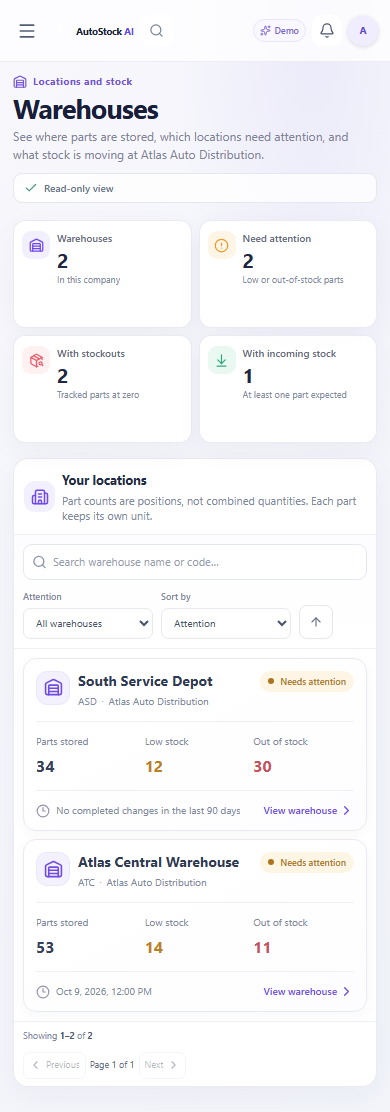 AutoStock AI
Demo
A
Locations and stock
Warehouses
See where parts are stored, which locations need attention, and
what stock is moving at Atlas Auto Distribution.
Read-only view
Warehouses
2
In this company
Need attention
2
Low or out-of-stock parts
With stockouts
2
Tracked parts at zero
With incoming stock
1
At least one part expected
Your locations
Part counts are positions, not combined quantities. Each part
keeps its own unit.
Search warehouse name or code...
Attention
Sort by
All warehouses
Attention
South Service Depot
Needs attention
ASD · Atlas Auto Distribution
Parts stored
Low stock
Out of stock
34
12
30
No completed changes in the last 90 days
View warehouse
Atlas Central Warehouse
Needs attention
ATC · Atlas Auto Distribution
Parts stored
Low stock
Out of stock
53
14
11
Oct 9, 2026, 12:00 PM
View warehouse
Showing 1–2 of 2
Previous
Page 1 of 1
Next